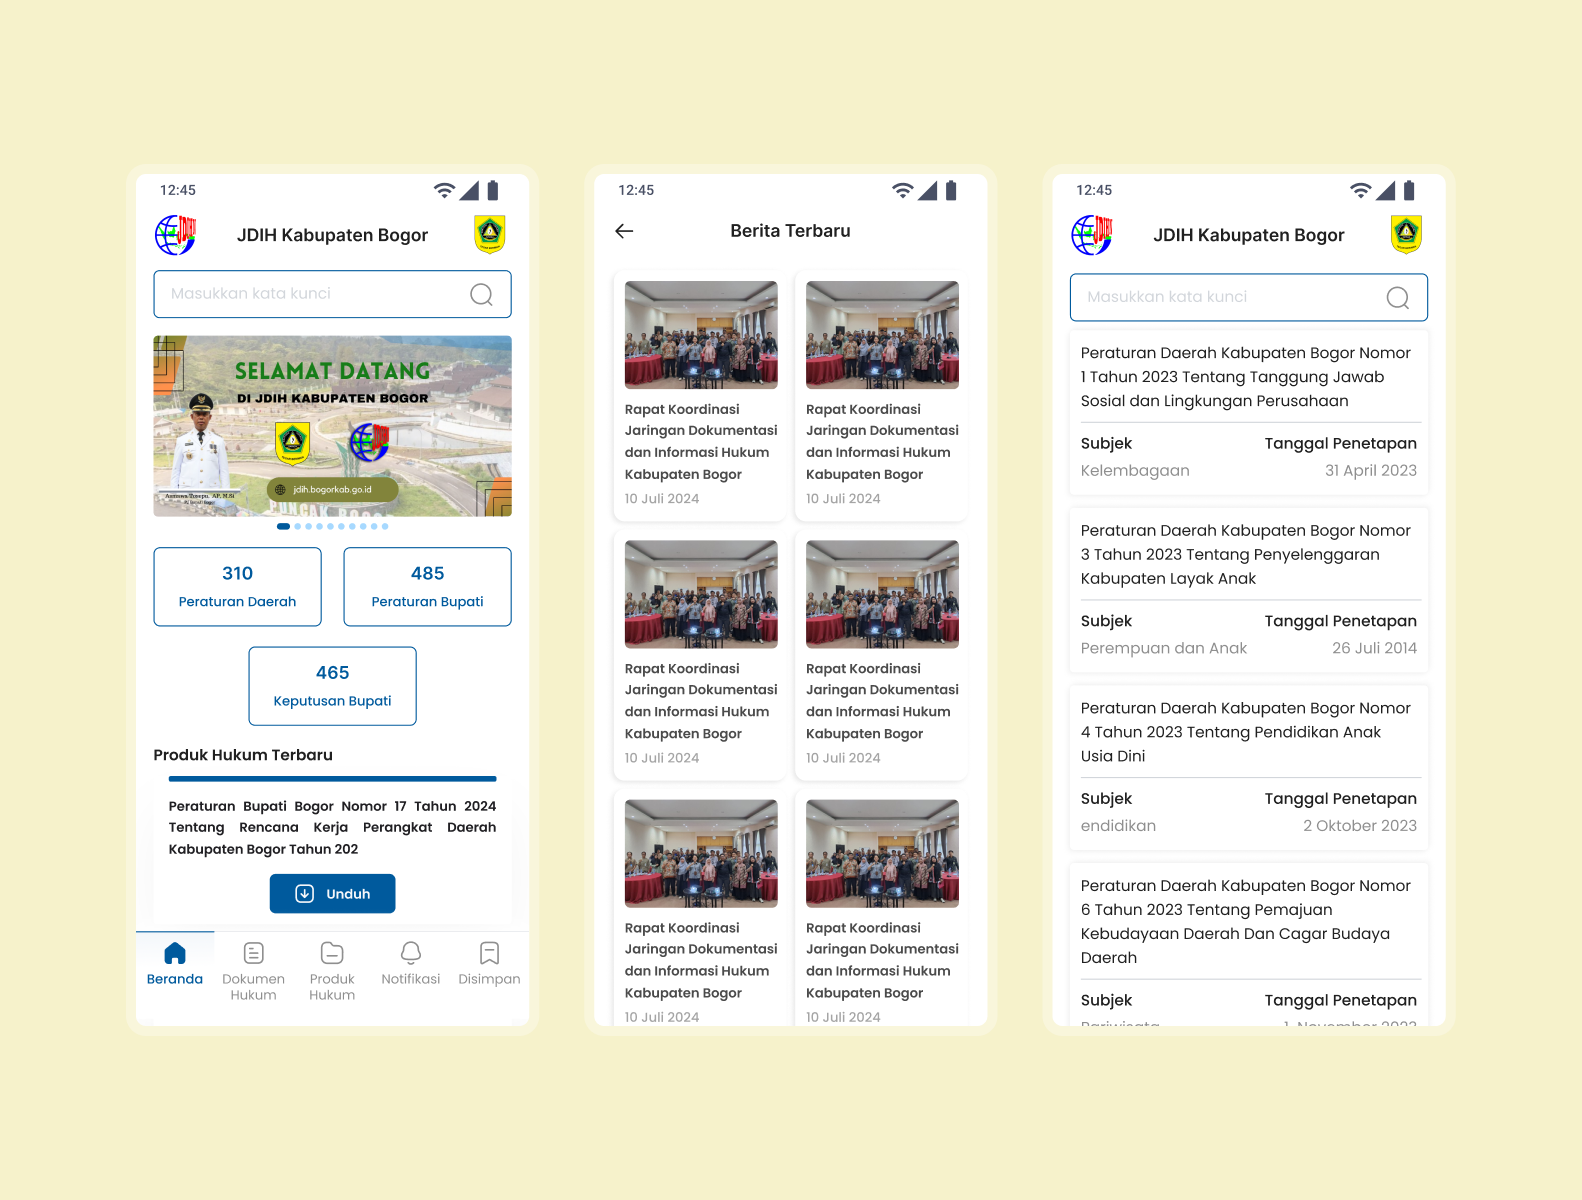 12:45
JDIH Kabupaten Bogor
Masukkan kata kunci
SELAMAT DATANG
DI JDIH KABUPATEN BOGOR
jdih.bogorkab.go.id
310
Peraturan Daerah
485
Peraturan Bupati
465
Keputusan Bupati
Produk Hukum Terbaru
Peraturan Bupati Bogor Nomor 17 Tahun 2024
Tentang Rencana Kerja Perangkat Daerah
Kabupaten Bogor Tahun 202
Unduh
Beranda
Dokumen
Hukum
Produk
Hukum
Notifikasi
Disimpan
12:45
Berita Terbaru
Rapat Koordinasi
Jaringan Dokumentasi
dan Informasi Hukum
Kabupaten Bogor
10 Juli 2024
Rapat Koordinasi
Jaringan Dokumentasi
dan Informasi Hukum
Kabupaten Bogor
10 Juli 2024
Rapat Koordinasi
Jaringan Dokumentasi
dan Informasi Hukum
Kabupaten Bogor
10 Juli 2024
Rapat Koordinasi
Jaringan Dokumentasi
dan Informasi Hukum
Kabupaten Bogor
10 Juli 2024
Rapat Koordinasi
Jaringan Dokumentasi
dan Informasi Hukum
Kabupaten Bogor
10 Juli 2024
Rapat Koordinasi
Jaringan Dokumentasi
dan Informasi Hukum
Kabupaten Bogor
10 Juli 2024
12:45
JDIH Kabupaten Bogor
Masukkan kata kunci
Peraturan Daerah Kabupaten Bogor Nomor
1 Tahun 2023 Tentang Tanggung Jawab
Sosial dan Lingkungan Perusahaan
Subjek Tanggal Penetapan
Kelembagaan 31 April 2023
Peraturan Daerah Kabupaten Bogor Nomor
3 Tahun 2023 Tentang Penyelenggaran
Kabupaten Layak Anak
Subjek Tanggal Penetapan
Perempuan dan Anak 26 Juli 2014
Peraturan Daerah Kabupaten Bogor Nomor
4 Tahun 2023 Tentang Pendidikan Anak
Usia Dini
Subjek Tanggal Penetapan
endidikan 2 Oktober 2023
Peraturan Daerah Kabupaten Bogor Nomor
6 Tahun 2023 Tentang Pemajuan
Kebudayaan Daerah Dan Cagar Budaya
Daerah
Subjek Tanggal Penetapan